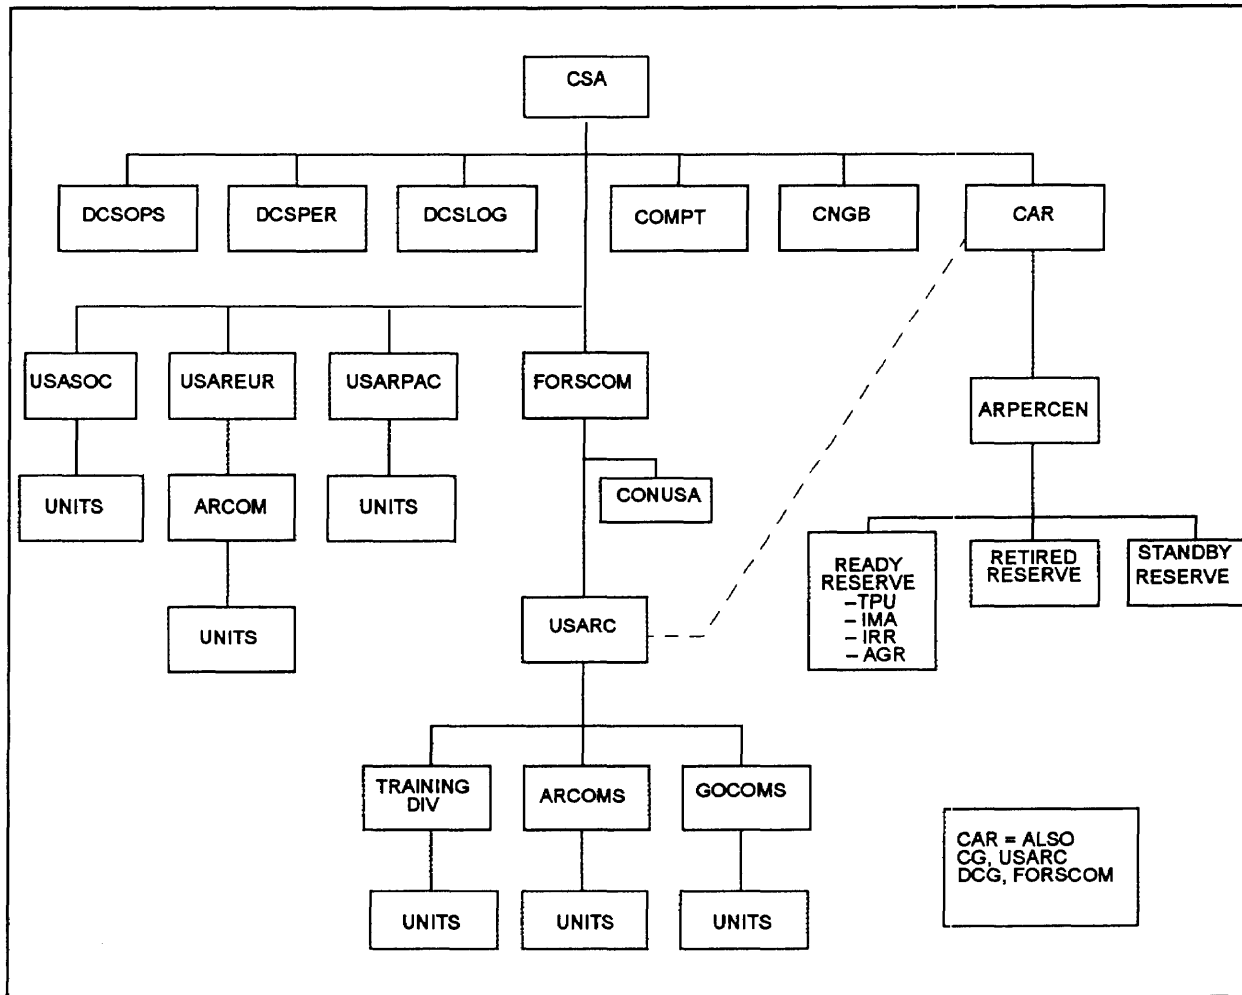 CSA
DCSOPS
DCSPER
DCSLOG
COMPT
CNGB
CAR
USASOC
USAREUR
USARPAC
FORSCOM
ARPERCEN
UNITS
ARCOM
UNITS
CONUSA
READY
RESERVE
–TPU
–IMA
–IRR
–AGR
RETIRED
RESERVE
STANDBY
RESERVE
UNITS
USARC
TRAINING
DIV
ARCOMS
GOCOMS
UNITS
UNITS
UNITS
CAR = ALSO
CG, USARC
DCG, FORSCOM